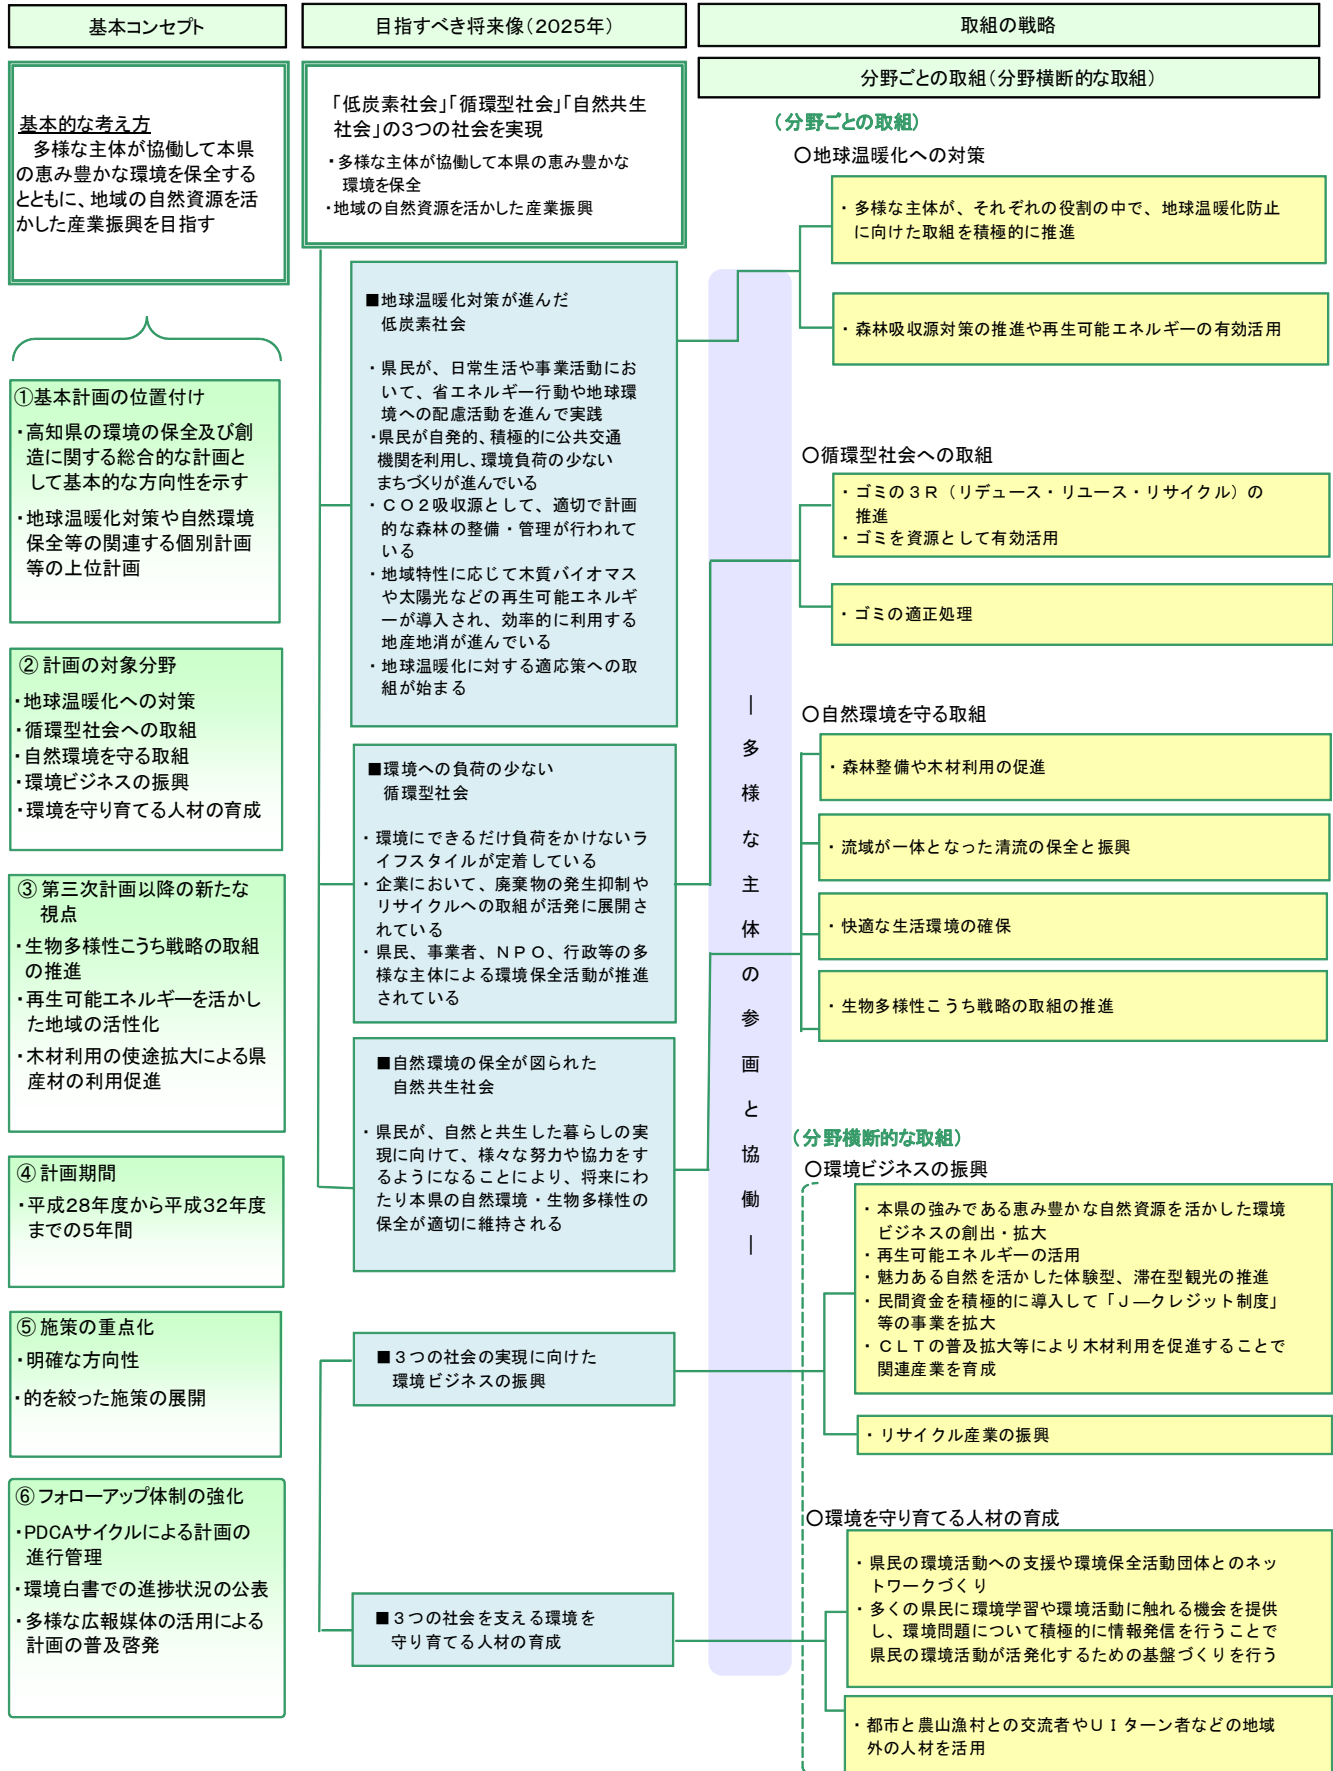 基本コンセプト
基本的な考え方
多様な主体が協働して本県
の恵み豊かな環境を保全する
とともに、地域の自然資源を活
かした産業振興を目指す
①基本計画の位置付け
・高知県の環境の保全及び創
造に関する総合的な計画と
して基本的な方向性を示す
・地球温暖化対策や自然環境
保全等の関連する個別計画
等の上位計画
②計画の対象分野
・地球温暖化への対策
・循環型社会への取組
・自然環境を守る取組
・環境ビジネスの振興
・環境を守り育てる人材の育成
③第三次計画以降の新たな
視点
・生物多様性こうち戦略の取組
の推進
・再生可能エネルギーを活かし
た地域の活性化
・木材利用の使途拡大による県
産材の利用促進
④計画期間
・平成28年度から平成32年度
までの5年間
⑤施策の重点化
・明確な方向性
・的を絞った施策の展開
⑥フォローアップ体制の強化
・PDCAサイクルによる計画の
進行管理
・環境白書での進捗状況の公表
・多様な広報媒体の活用による
計画の普及啓発
目指すべき将来像(2025年)
「低炭素社会」「循環型社会」「自然共生
社会」の3つの社会を実現
・多様な主体が協働して本県の恵み豊かな
環境を保全
・地域の自然資源を活かした産業振興
■地球温暖化対策が進んだ
低炭素社会
・県民が、日常生活や事業活動にお
いて、省エネルギー行動や地球環
境への配慮活動を進んで実践
・県民が自発的、積極的に公共交通
機関を利用し、環境負荷の少ない
まちづくりが進んでいる
・CO2吸収源として、適切で計画
的な森林の整備・管理が行われて
いる
・地域特性に応じて木質バイオマス
や太陽光などの再生可能エネルギ
ーが導入され、効率的に利用する
地産地消が進んでいる
・地球温暖化に対する適応策への取
組が始まる
■環境への負荷の少ない
循環型社会
・環境にできるだけ負荷をかけないラ
イフスタイルが定着している
・企業において、廃棄物の発生抑制や
リサイクルへの取組が活発に展開さ
れている
・県民、事業者、NPO、行政等の多
様な主体による環境保全活動が推進
されている
■自然環境の保全が図られた
自然共生社会
・県民が、自然と共生した暮らしの実
現に向けて、様々な努力や協力をす
るようになることにより、将来にわ
たり本県の自然環境・生物多様性の
保全が適切に維持される
■3つの社会の実現に向けた
環境ビジネスの振興
■3つの社会を支える環境を
守り育てる人材の育成
―多様な主体の参画と協働―
取組の戦略
分野ごとの取組(分野横断的な取組)
(分野ごとの取組)
○地球温暖化への対策
・多様な主体が、それぞれの役割の中で、地球温暖化防止
に向けた取組を積極的に推進
・森林吸収源対策の推進や再生可能エネルギーの有効活用
○循環型社会への取組
・ゴミの3R(リデュース・リユース・リサイクル)の
推進
・ゴミを資源として有効活用
・ゴミの適正処理
○自然環境を守る取組
・森林整備や木材利用の促進
・流域が一体となった清流の保全と振興
・快適な生活環境の確保
・生物多様性こうち戦略の取組の推進
(分野横断的な取組)
○環境ビジネスの振興
・本県の強みである恵み豊かな自然資源を活かした環境
ビジネスの創出・拡大
・再生可能エネルギーの活用
・魅力ある自然を活かした体験型、滞在型観光の推進
・民間資金を積極的に導入して「J―クレジット制度」
等の事業を拡大
・CLTの普及拡大等により木材利用を促進することで
関連産業を育成
・リサイクル産業の振興
○環境を守り育てる人材の育成
・県民の環境活動への支援や環境保全活動団体とのネッ
トワークづくり
・多くの県民に環境学習や環境活動に触れる機会を提供
し、環境問題について積極的に情報発信を行うことで
県民の環境活動が活発化するための基盤づくりを行う
・都市と農山漁村との交流者やUIターン者などの地域
外の人材を活用